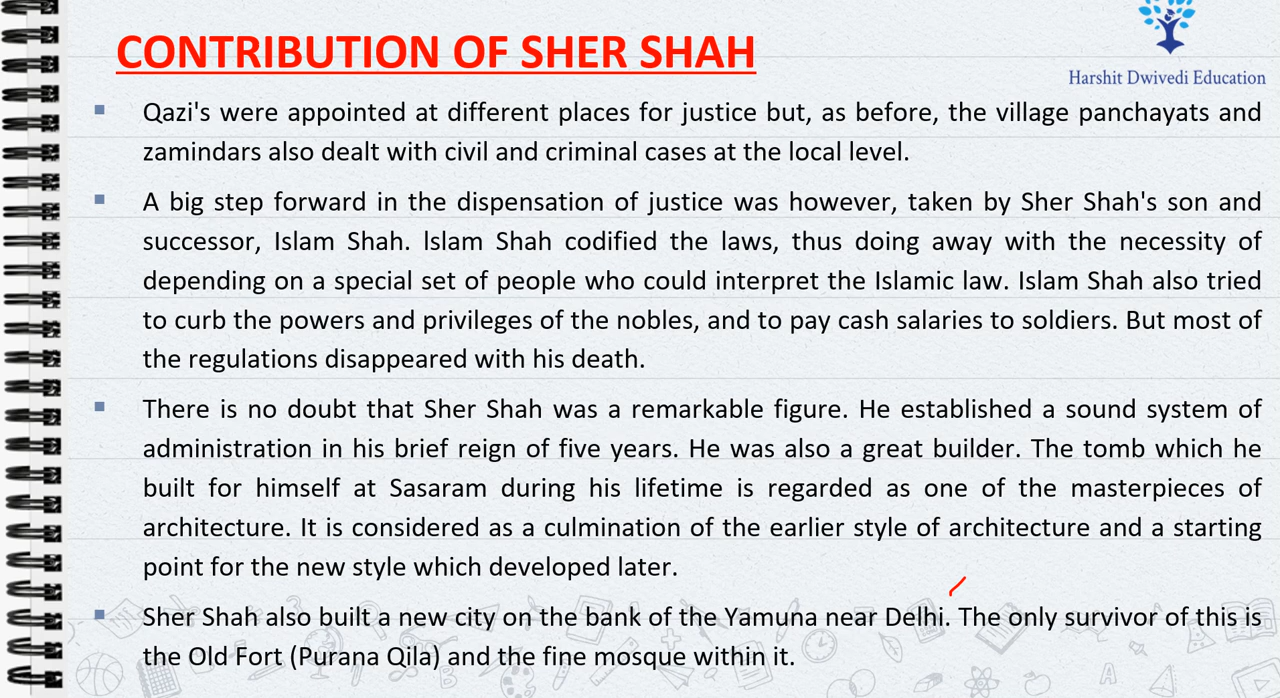 CONTRIBUTION OF SHER SHAH
Harshit Dwivedi Education
Qazi's were appointed at different places for justice but, as before, the village panchayats and
zamindars also dealt with civil and criminal cases at the local level.
A big step forward in the dispensation of justice was however, taken by Sher Shah's son and
successor, Islam Shah. lslam Shah codified the laws, thus doing away with the necessity of
depending on a special set of people who could interpret the Islamic law. Islam Shah also tried
to curb the powers and privileges of the nobles, and to pay cash salaries to soldiers. But most of
the regulations disappeared with his death.
There is no doubt that Sher Shah was a remarkable figure. He established a sound system of
administration in his brief reign of five years. He was also a great builder. The tomb which he
built for himself at Sasaram during his lifetime is regarded as one of the masterpieces of
architecture. It is considered as a culmination of the earlier style of architecture and a starting
point for the new style which developed later.
Sher Shah also built a new city on the bank of the Yamuna near Delhi. The only survivor of this is
the Old Fort (Purana Qila) and the fine mosque within it.